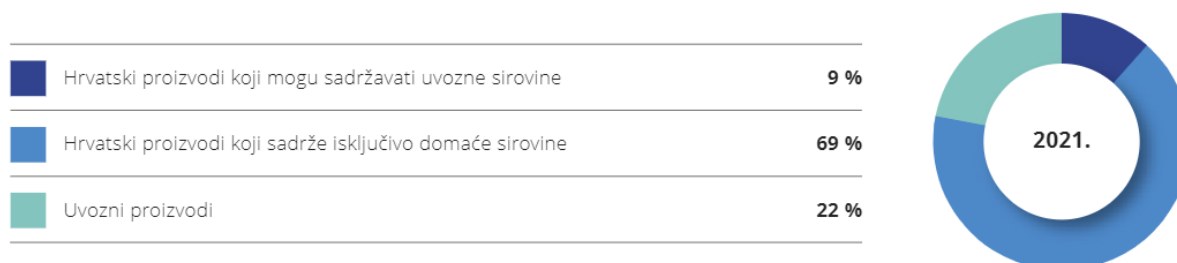 Hrvatski proizvodi koji mogu sadržavati uvozne sirovine 9 %
Hrvatski proizvodi koji sadrže isključivo domaće sirovine 69 %
Uvozni proizvodi 22 %
2021.